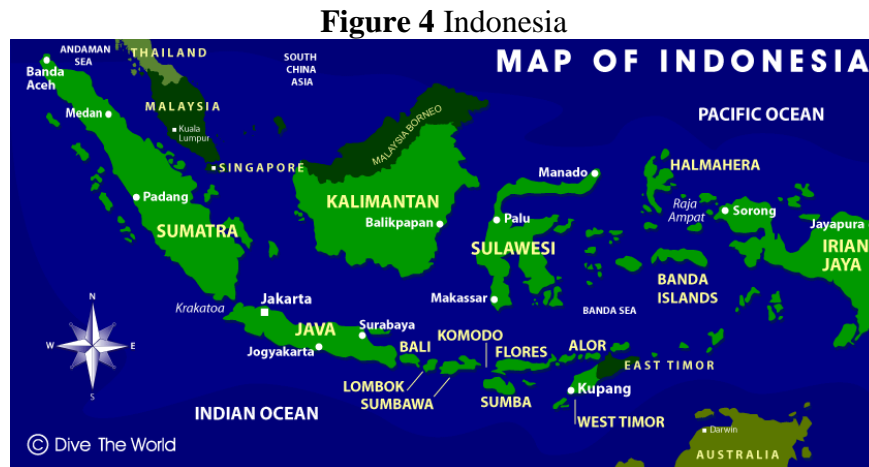 Figure 4 Indonesia
MAP OF INDONESIA
ANDAMAN
SEA
THAILAND
SOUTH
CHINA
ASIA
Banda
Aceh
MALAYSIA
Medan
Kuala
Lumpur
SINGAPORE
MALAYSIA BORNEO
PACIFIC OCEAN
HALMAHERA
Manado
Raja
Ampat
Sorong
Jayapura
IRIAN
JAYA
Padang
SUMATRA
KALIMANTAN
Balikpapan
Palu
SULAWESI
BANDA
ISLANDS
Makassar
BANDA SEA
Krakatoa
Jakarta
JAVA
Surabaya
Jogyakarta
BALI
KOMODO
FLORES
ALOR
EAST TIMOR
LOMBOK
SUMBAWA
SUMBA
Kupang
WEST TIMOR
INDIAN OCEAN
N
W
E
S
Darwin
AUSTRALIA
© Dive The World